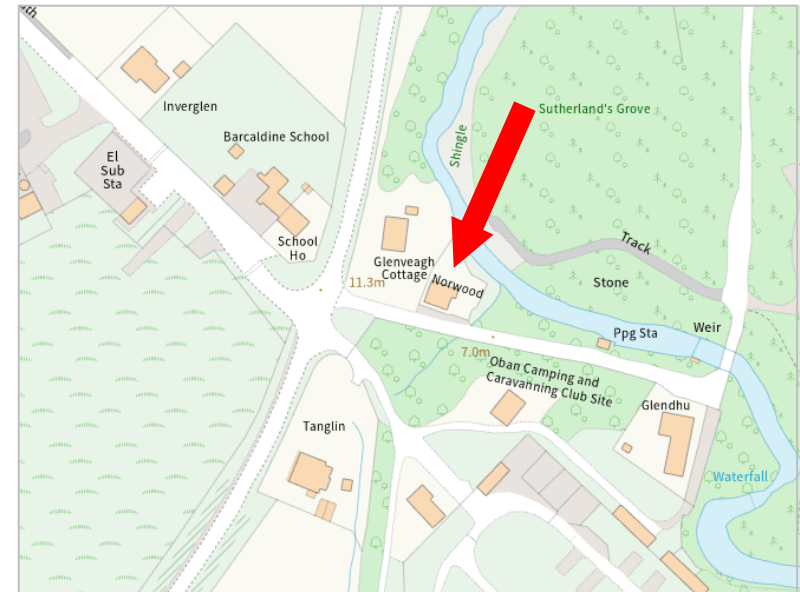 Inverglen
Sutherland's Grove
Barcaldine School
Shingle
El
Sub
Sta
School
Ho
Track
Glenveagh
Cottage
11.3m
Norwood
Stone
Weir
Ppg Sta
7.0m
Oban Camping and
Caravanning Club Site
Glendhu
Tanglin
Waterfall